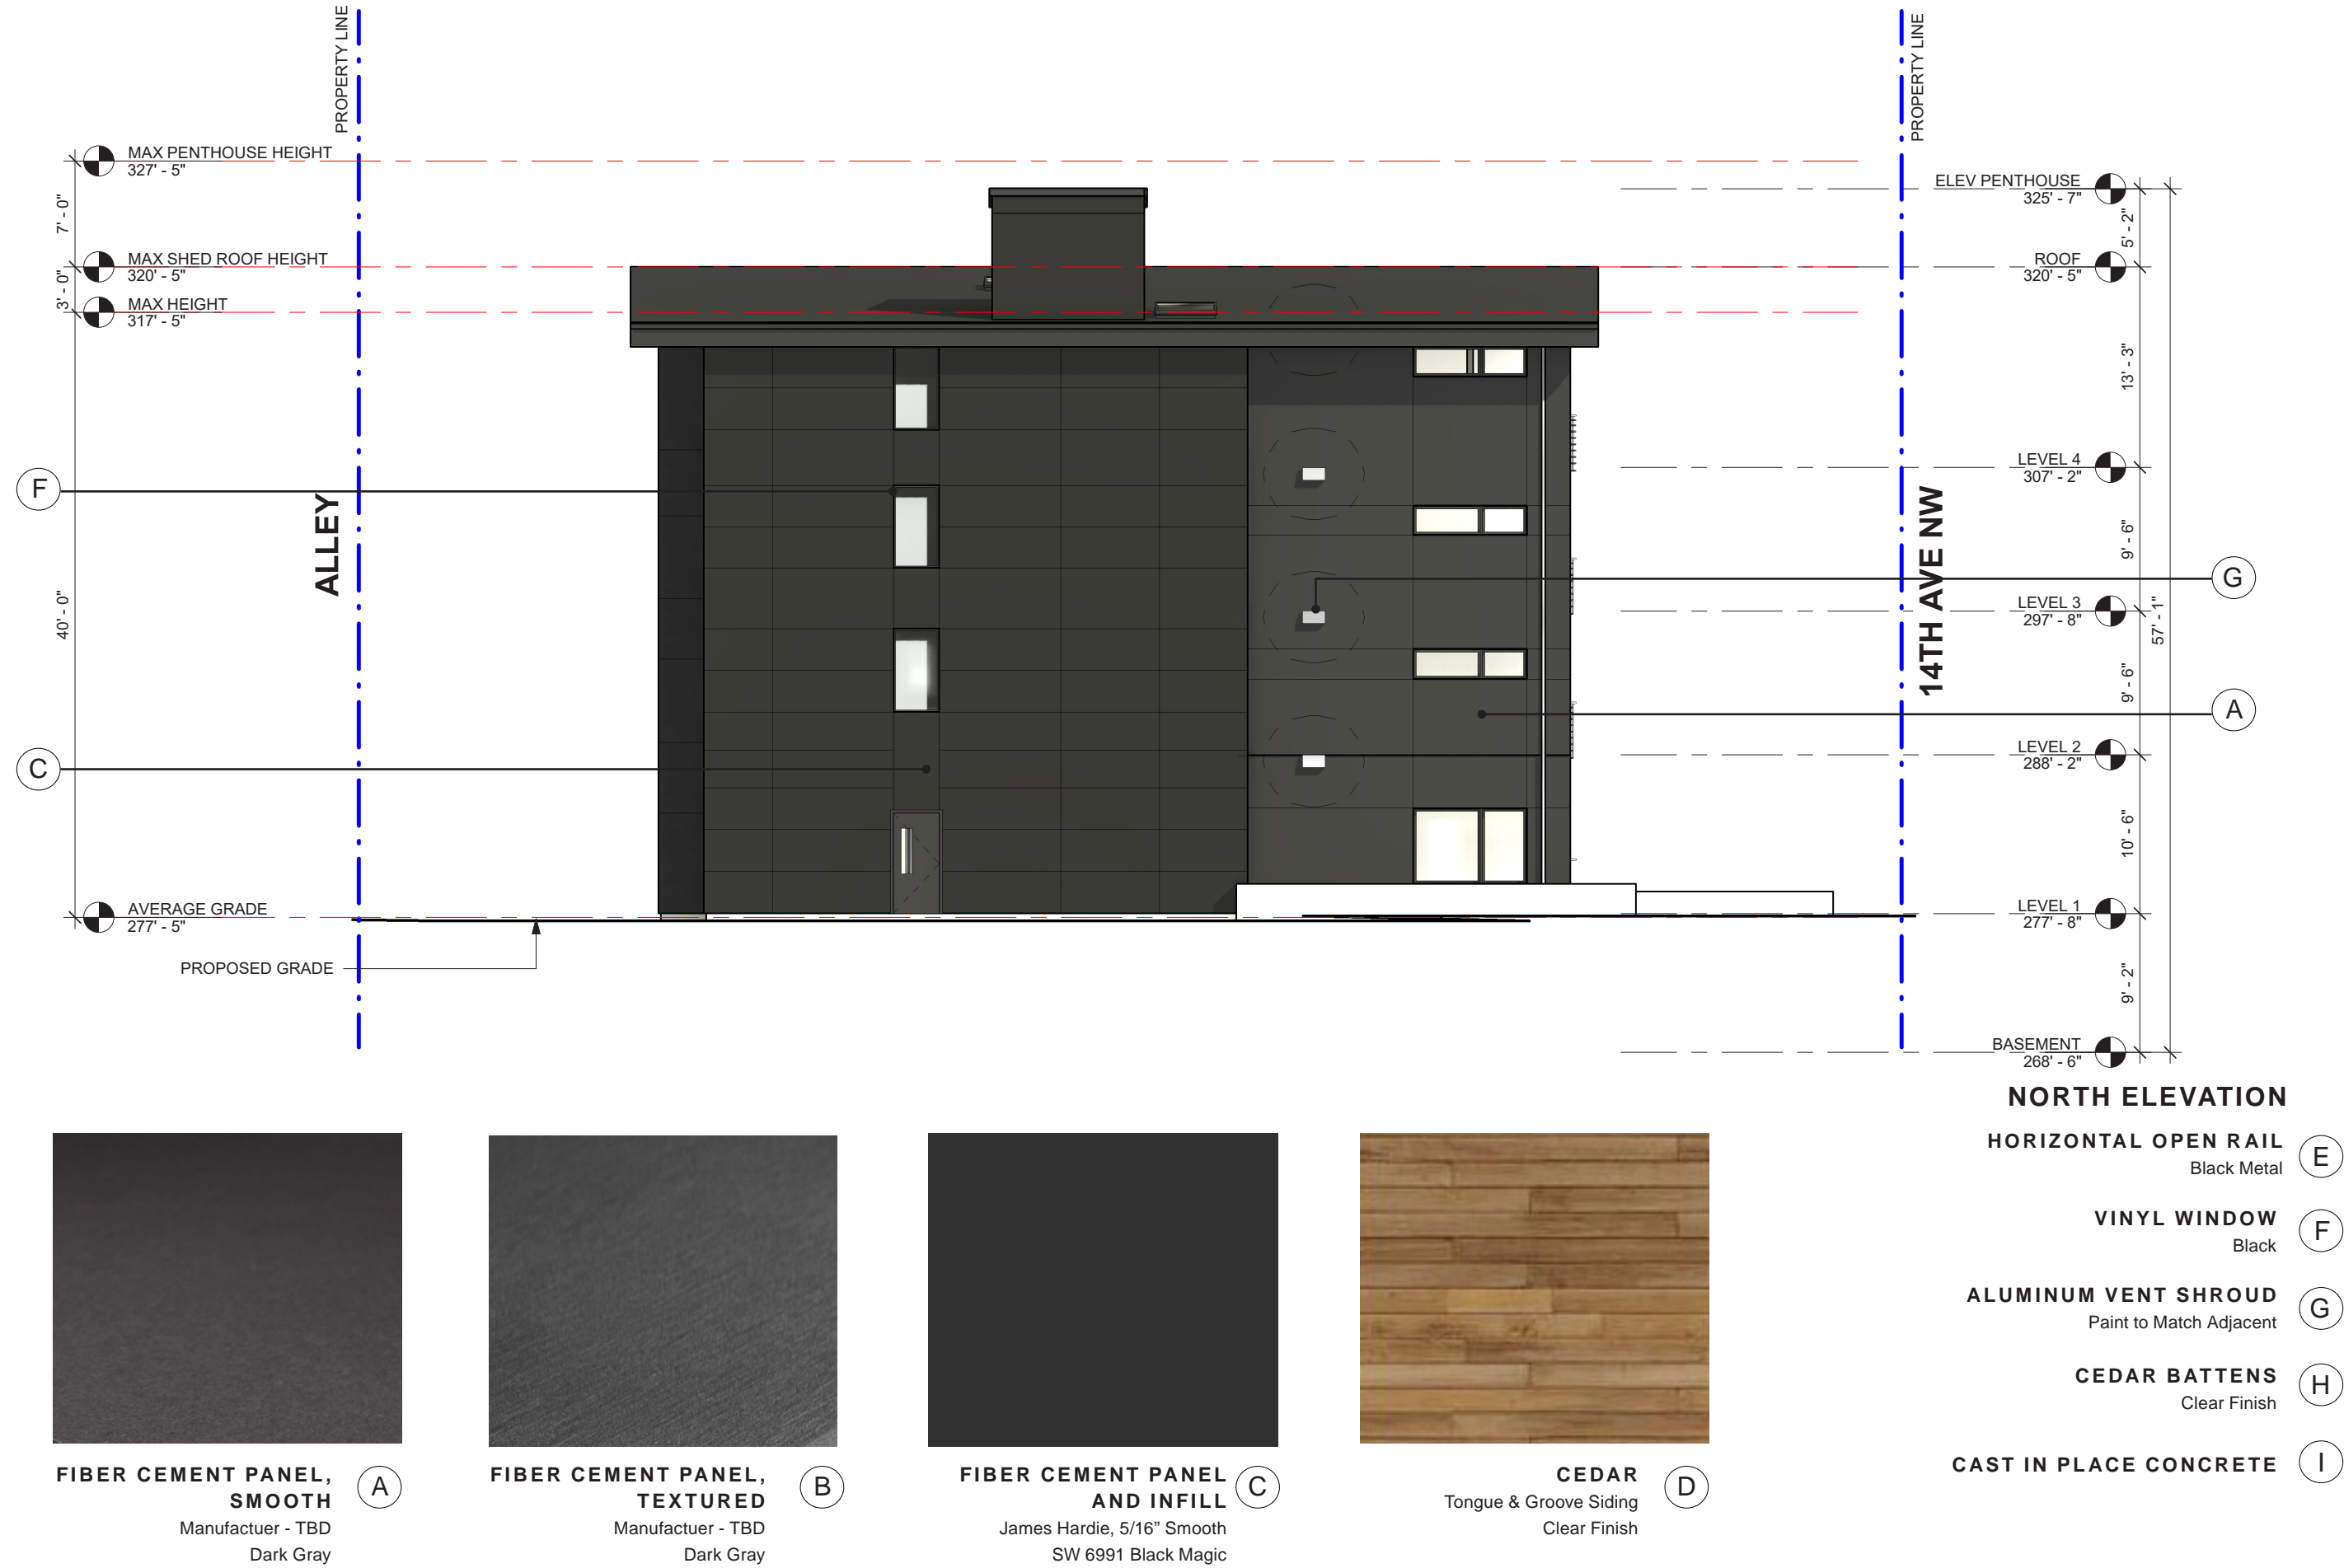 PROPERTY LINE
PROPERTY LINE
MAX PENTHOUSE HEIGHT
327' - 5"
7' - 0"
MAX SHED ROOF HEIGHT
320' - 5"
3' - 0"
MAX HEIGHT
317' - 5"
40' - 0"
AVERAGE GRADE
277' - 5"
PROPOSED GRADE
F
C
ALLEY
ELEV PENTHOUSE
325' - 7"
5' - 2"
ROOF
320' - 5"
13' - 3"
LEVEL 4
307' - 2"
9' - 6"
LEVEL 3
297' - 8"
9' - 6"
LEVEL 2
288' - 2"
10' - 6"
LEVEL 1
277' - 8"
9' - 2"
BASEMENT
268' - 6"
57' - 1"
14TH AVE NW
G
A
NORTH ELEVATION
FIBER CEMENT PANEL,
SMOOTH
Manufactuer - TBD
Dark Gray
A
FIBER CEMENT PANEL,
TEXTURED
Manufactuer - TBD
Dark Gray
B
FIBER CEMENT PANEL
AND INFILL
James Hardie, 5/16” Smooth
SW 6991 Black Magic
C
CEDAR
Tongue & Groove Siding
Clear Finish
D
HORIZONTAL OPEN RAIL
Black Metal
E
VINYL WINDOW
Black
F
ALUMINUM VENT SHROUD
Paint to Match Adjacent
G
CEDAR BATTENS
Clear Finish
H
CAST IN PLACE CONCRETE
I